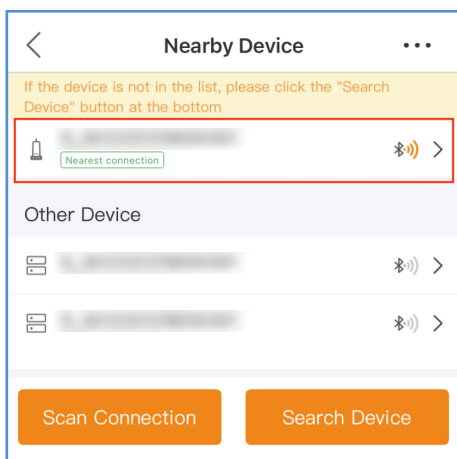 Nearby Device
If the device is not in the list, please click the "Search
Device" button at the bottom
Nearest connection
Other Device
Scan Connection
Search Device